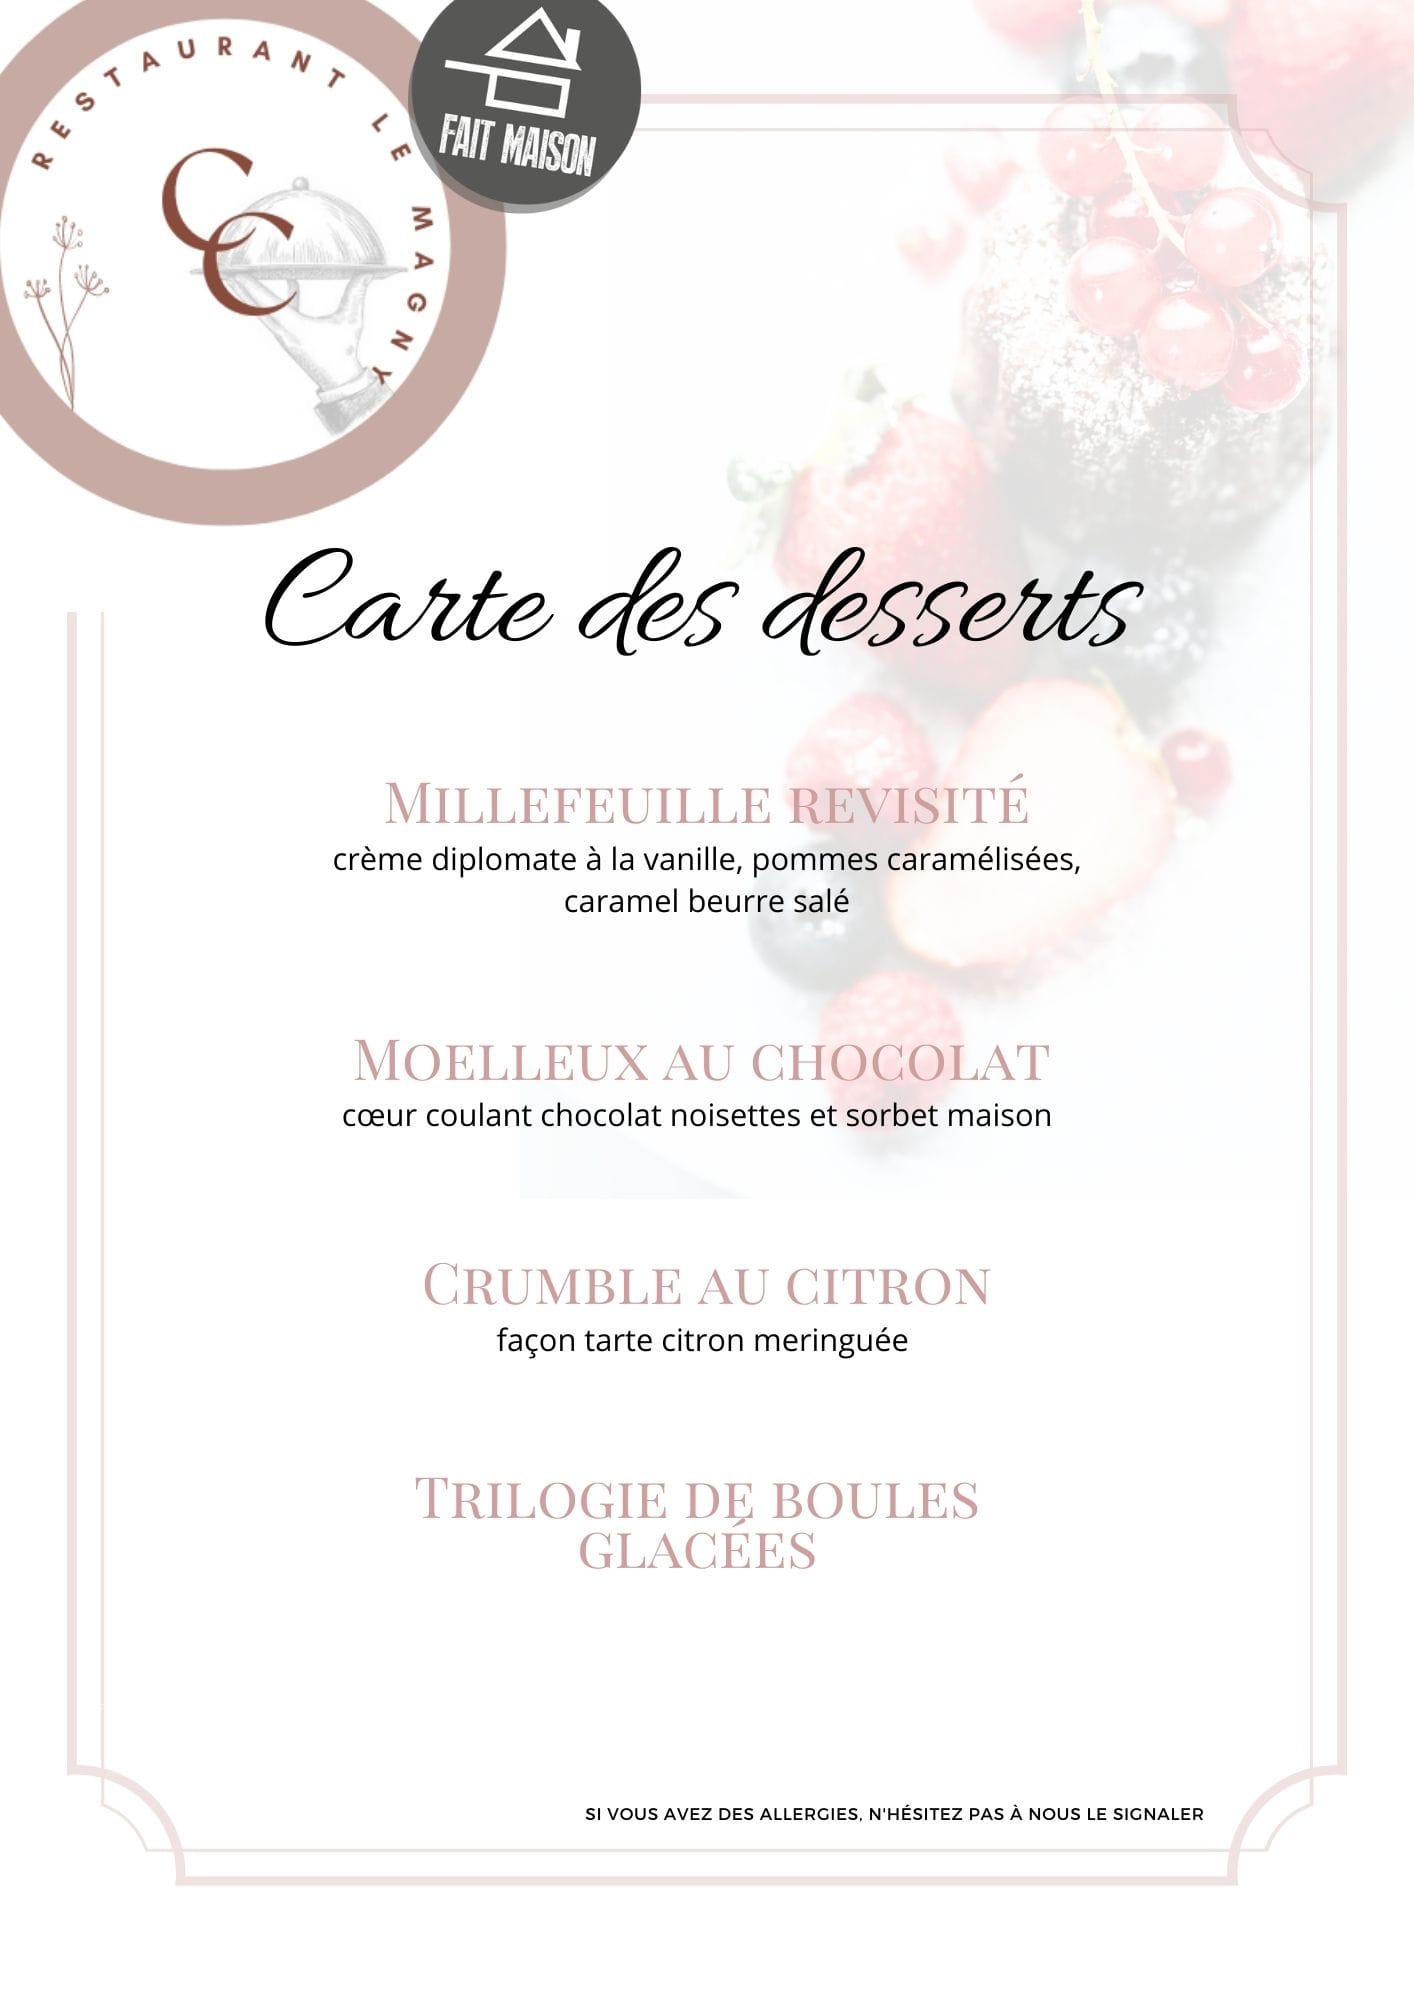 RESTAURANT LE MAGNY
CC
FAIT MAISON
Carte des desserts
Millefeuille revisité
crème diplomate à la vanille, pommes caramélisées,
caramel beurre salé
Moelleux au chocolat
cœur coulant chocolat noisettes et sorbet maison
Crumble au citron
façon tarte citron meringuée
Trilogie de boules
glacées
SI VOUS AVEZ DES ALLERGIES, N'HÉSITEZ PAS À NOUS LE SIGNALER